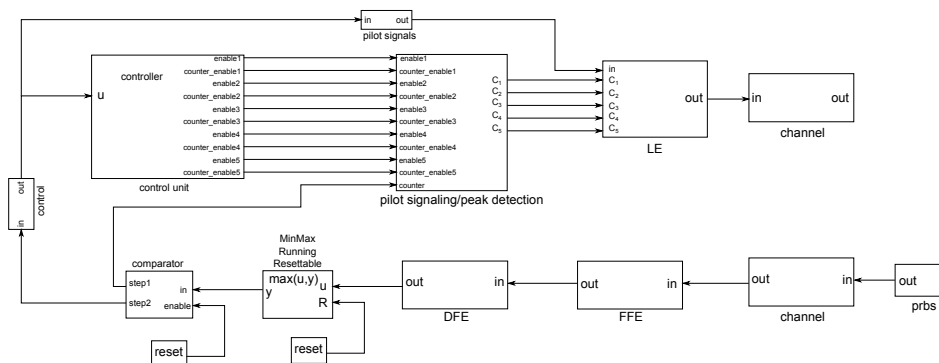 in out
pilot signals
controller
u
enable1
counter_enable1
enable2
counter_enable2
enable3
counter_enable3
enable4
counter_enable4
enable5
counter_enable5
control unit
enable1
counter_enable1
enable2
counter_enable2
enable3
counter_enable3
enable4
counter_enable4
enable5
counter_enable5
counter
C1
C2
C3
C4
C5
pilot signaling/peak detection
in
C1
C2
C3
C4
C5
out
LE
in out
channel
out
in
control
comparator
step1
step2
in
enable
reset
MinMax
Running
Resettable
max(u,y)
y
u
R
reset
out in
DFE
out in
FFE
out in
channel
out
prbs